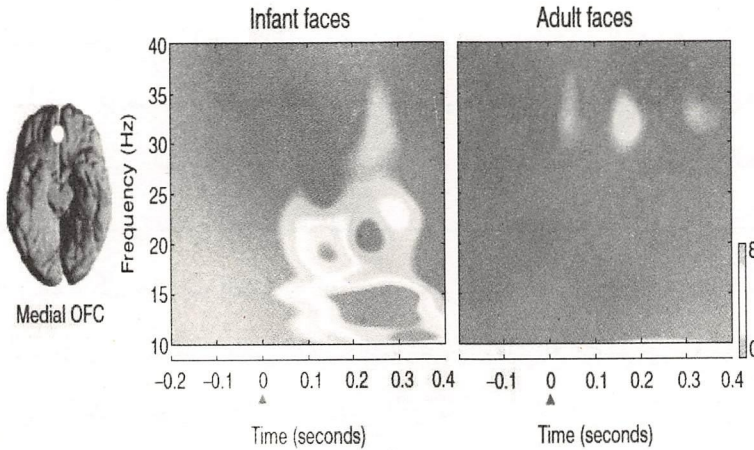 Infant faces
Adult faces
Frequency (Hz)
40
35
30
25
20
15
10
Medial OFC
8
0
–0.2 –0.1 0 0.1 0.2 0.3 0.4
–0.1 0 0.1 0.2 0.3 0.4
Time (seconds)
Time (seconds)